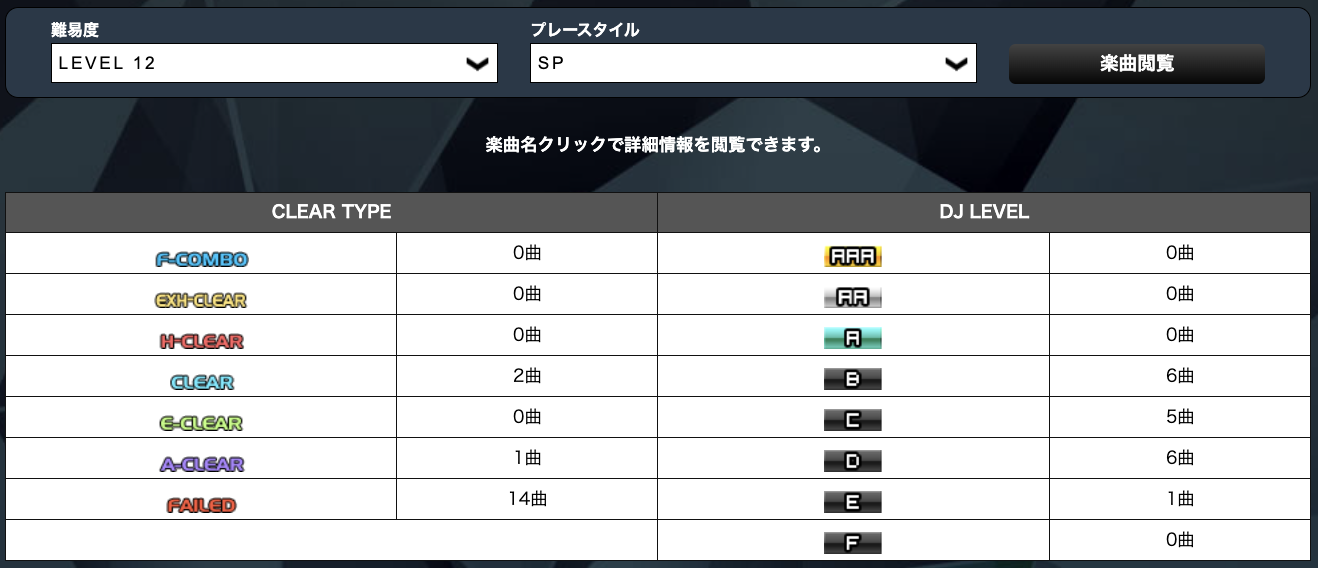 難易度 プレースタイル
LEVEL 12 SP 楽曲閲覧
楽曲名クリックで詳細情報を閲覧できます。
CLEAR TYPE DJ LEVEL
F-COMBO 0曲 AAA 0曲
EXH-CLEAR 0曲 AA 0曲
H-CLEAR 0曲 A 0曲
CLEAR 2曲 B 6曲
E-CLEAR 0曲 C 5曲
A-CLEAR 1曲 D 6曲
FAILED 14曲 E 1曲
F 0曲